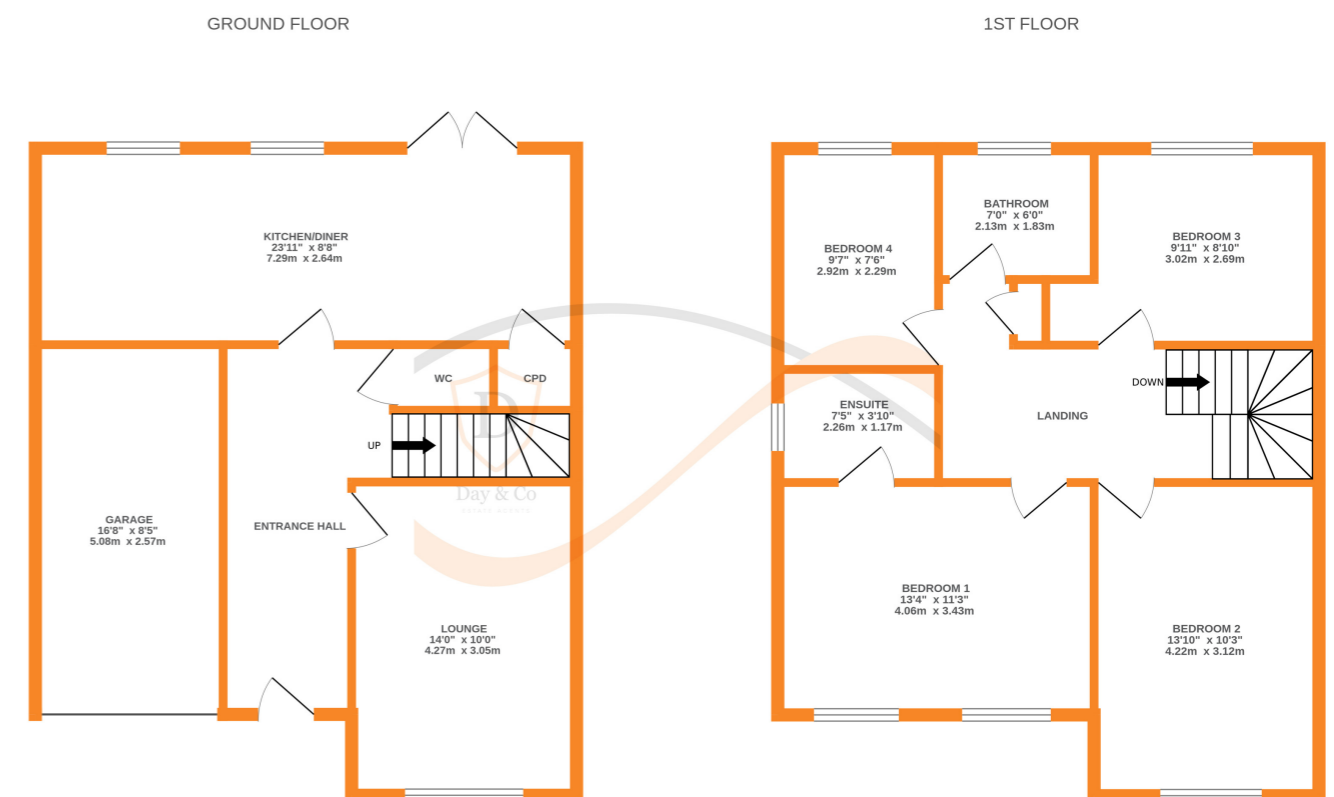 GROUND FLOOR
KITCHEN/DINER
23'11" x 8'8"
7.29m x 2.64m
WC
CPD
UP
GARAGE
16'8" x 8'5"
5.08m x 2.57m
ENTRANCE HALL
LOUNGE
14'0" x 10'0"
4.27m x 3.05m
D
Day & Co
ESTATE AGENTS
1ST FLOOR
BEDROOM 4
9'7" x 7'6"
2.92m x 2.29m
BATHROOM
7'0" x 6'0"
2.13m x 1.83m
BEDROOM 3
9'11" x 8'10"
3.02m x 2.69m
ENSUITE
7'5" x 3'10"
2.26m x 1.17m
LANDING
DOWN
BEDROOM 1
13'4" x 11'3"
4.06m x 3.43m
BEDROOM 2
13'10" x 10'3"
4.22m x 3.12m